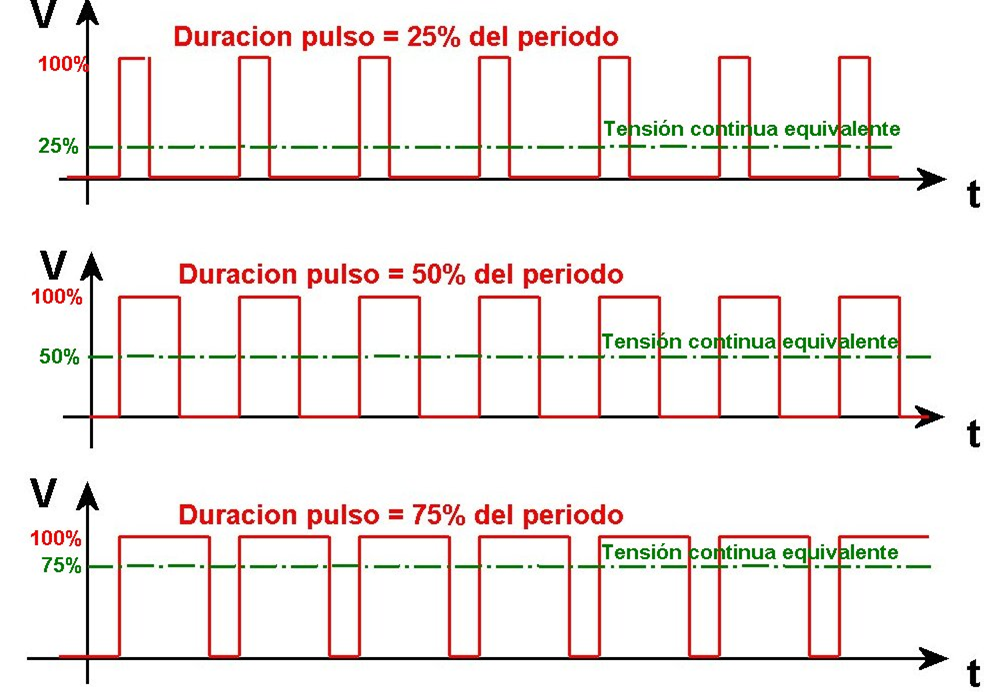 V
Duracion pulso = 25% del periodo
100%
Tensión continua equivalente
25%
t
V
Duracion pulso = 50% del periodo
100%
Tensión continua equivalente
50%
t
V
Duracion pulso = 75% del periodo
100%
Tensión continua equivalente
75%
t